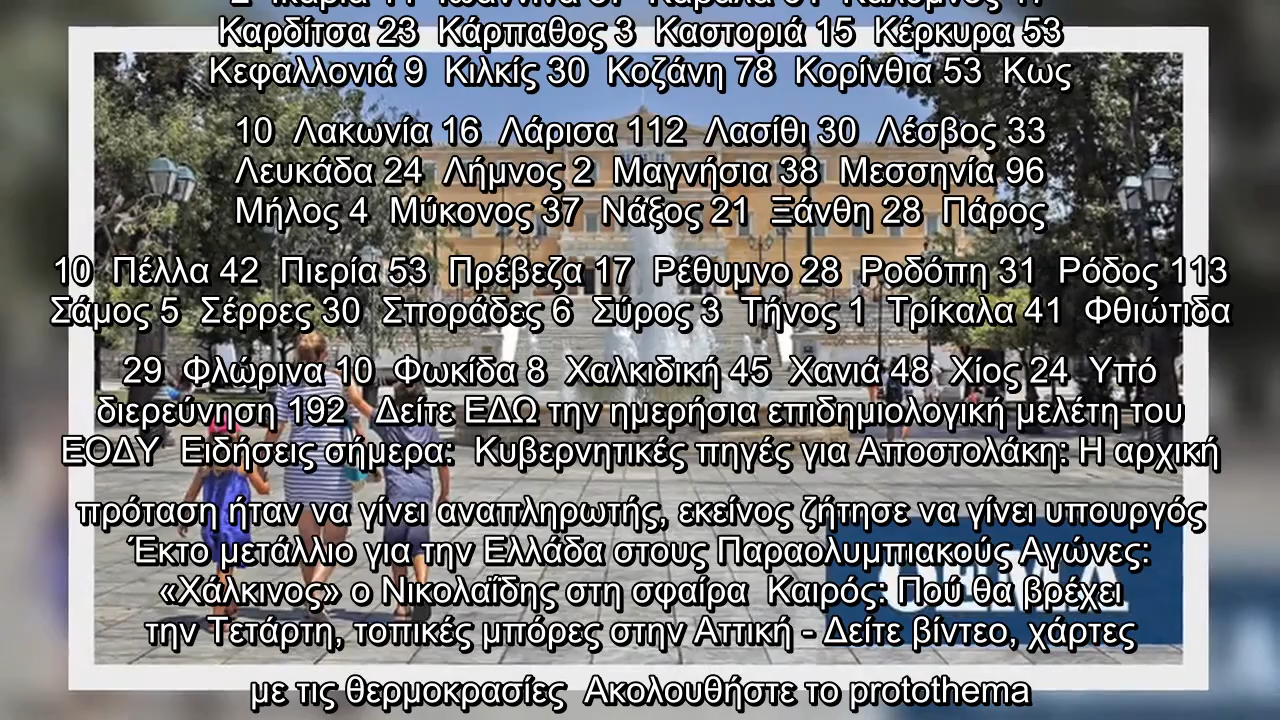 Καρδίτσα 23 Κάρπαθος 3 Καστοριά 15 Κέρκυρα 53
Κεφαλλονιά 9 Κιλκίς 30 Κοζάνη 78 Κορίνθια 53 Κως
10 Λακωνία 16 Λάρισα 112 Λασίθι 30 Λέσβος 33
Λευκάδα 24 Λήμνος 2 Μαγνήσια 38 Μεσσηνία 96
Μήλος 4 Μύκονος 37 Νάξος 21 Ξάνθη 28 Πάρος
10 Πέλλα 42 Πιερία 53 Πρέβεζα 17 Ρέθυμνο 28 Ροδόπη 31 Ρόδος 113
Σάμος 5 Σέρρες 30 Σποράδες 6 Σύρος 3 Τήνος 1 Τρίκαλα 41 Φθιώτιδα
29 Φλώρινα 10 Φωκίδα 8 Χαλκιδική 45 Χανιά 48 Χίος 24 Υπό
διερεύνηση 192 Δείτε ΕΔΩ την ημερήσια επιδημιολογική μελέτη του
ΕΟΔΥ Ειδήσεις σήμερα: Κυβερνητικές πηγές για Αποστολάκη: Η αρχική
πρόταση ήταν να γίνει αναπληρωτής, εκείνος ζήτησε να γίνει υπουργός
Έκτο μετάλλιο για την Ελλάδα στους Παραολυμπιακούς Αγώνες:
«Χάλκινος» ο Νικολαΐδης στη σφαίρα Καιρός: Πού θα βρέχει
την Τετάρτη, τοπικές μπόρες στην Αττική - Δείτε βίντεο, χάρτες
με τις θερμοκρασίες Ακολουθήστε το protothema